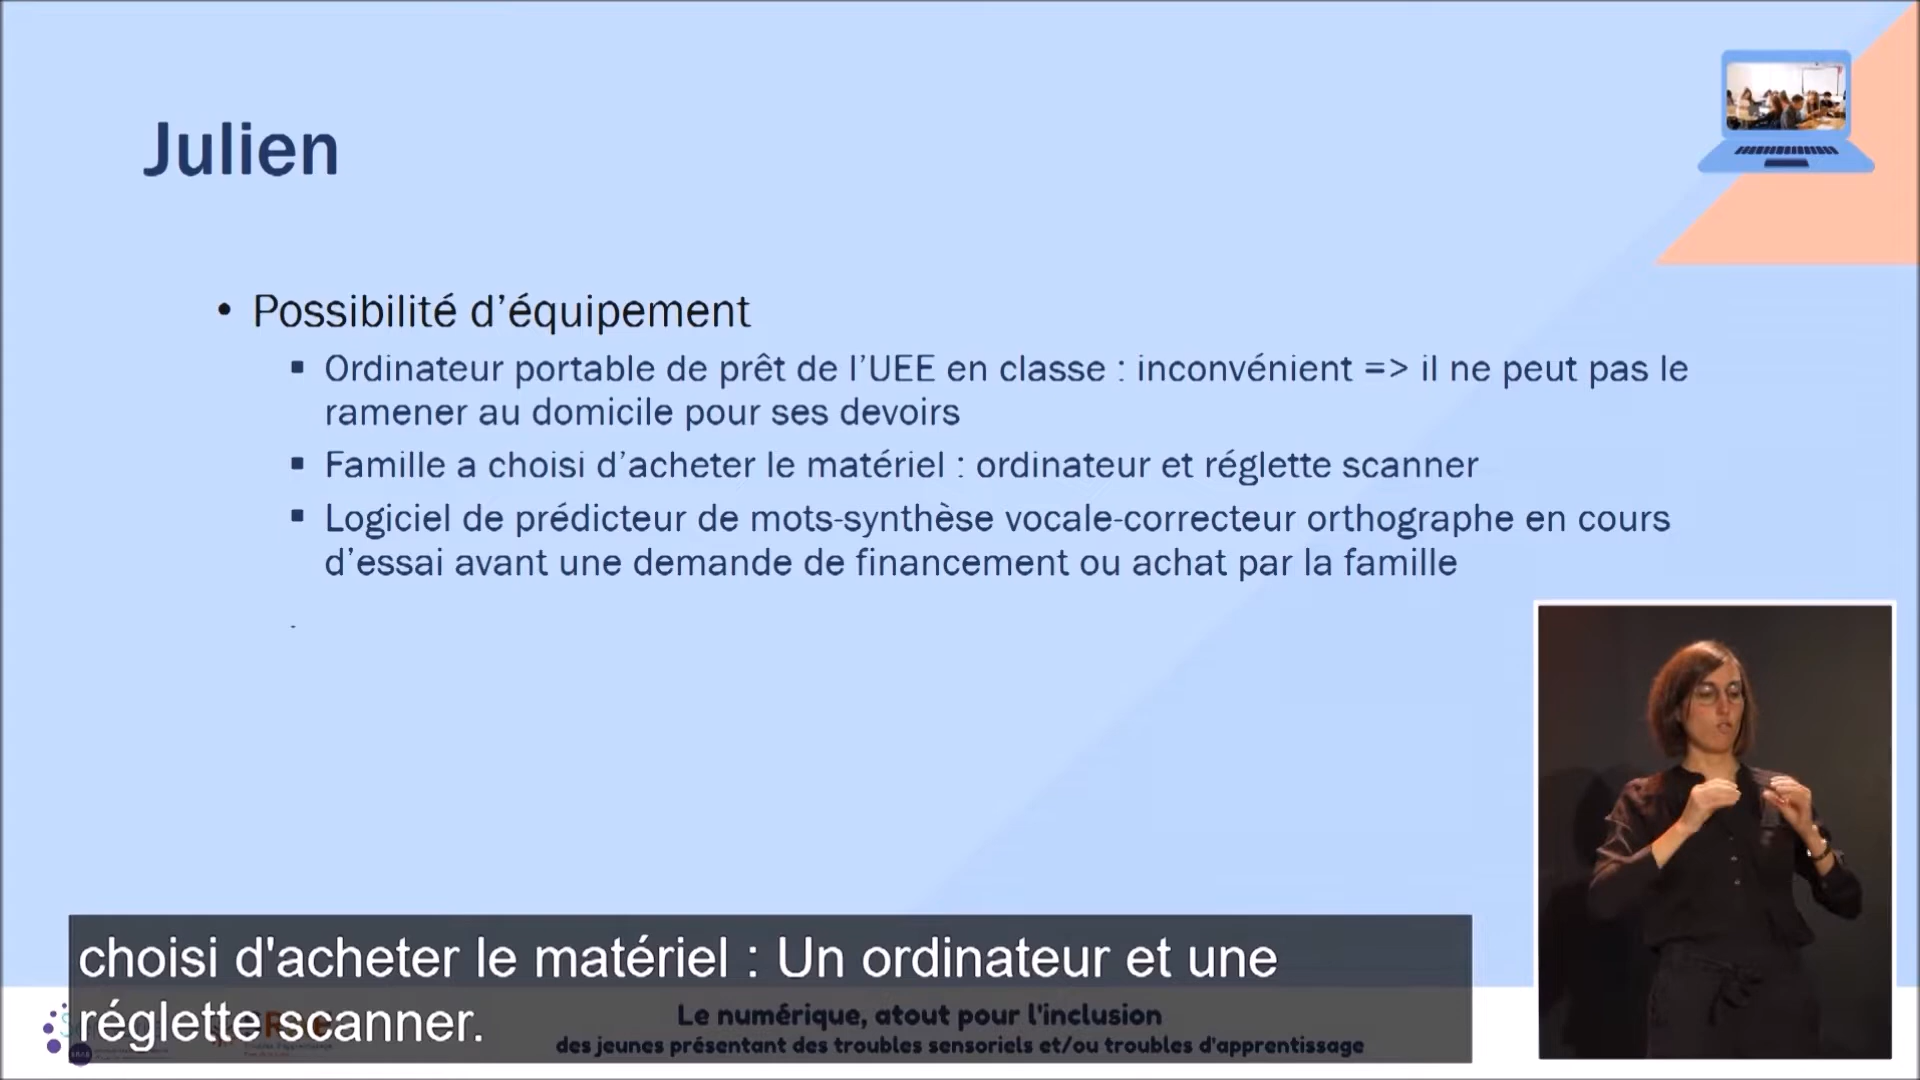 Julien
• Possibilité d’équipement
▪ Ordinateur portable de prêt de l’UEE en classe : inconvénient => il ne peut pas le
ramener au domicile pour ses devoirs
▪ Famille a choisi d’acheter le matériel : ordinateur et réglette scanner
▪ Logiciel de prédicteur de mots-synthèse vocale-correcteur orthographe en cours
d’essai avant une demande de financement ou achat par la famille
-
choisi d'acheter le matériel : Un ordinateur et une
réglette scanner.
Le numérique, atout pour l'inclusion
des jeunes présentant des troubles sensoriels et/ou troubles d'apprentissage